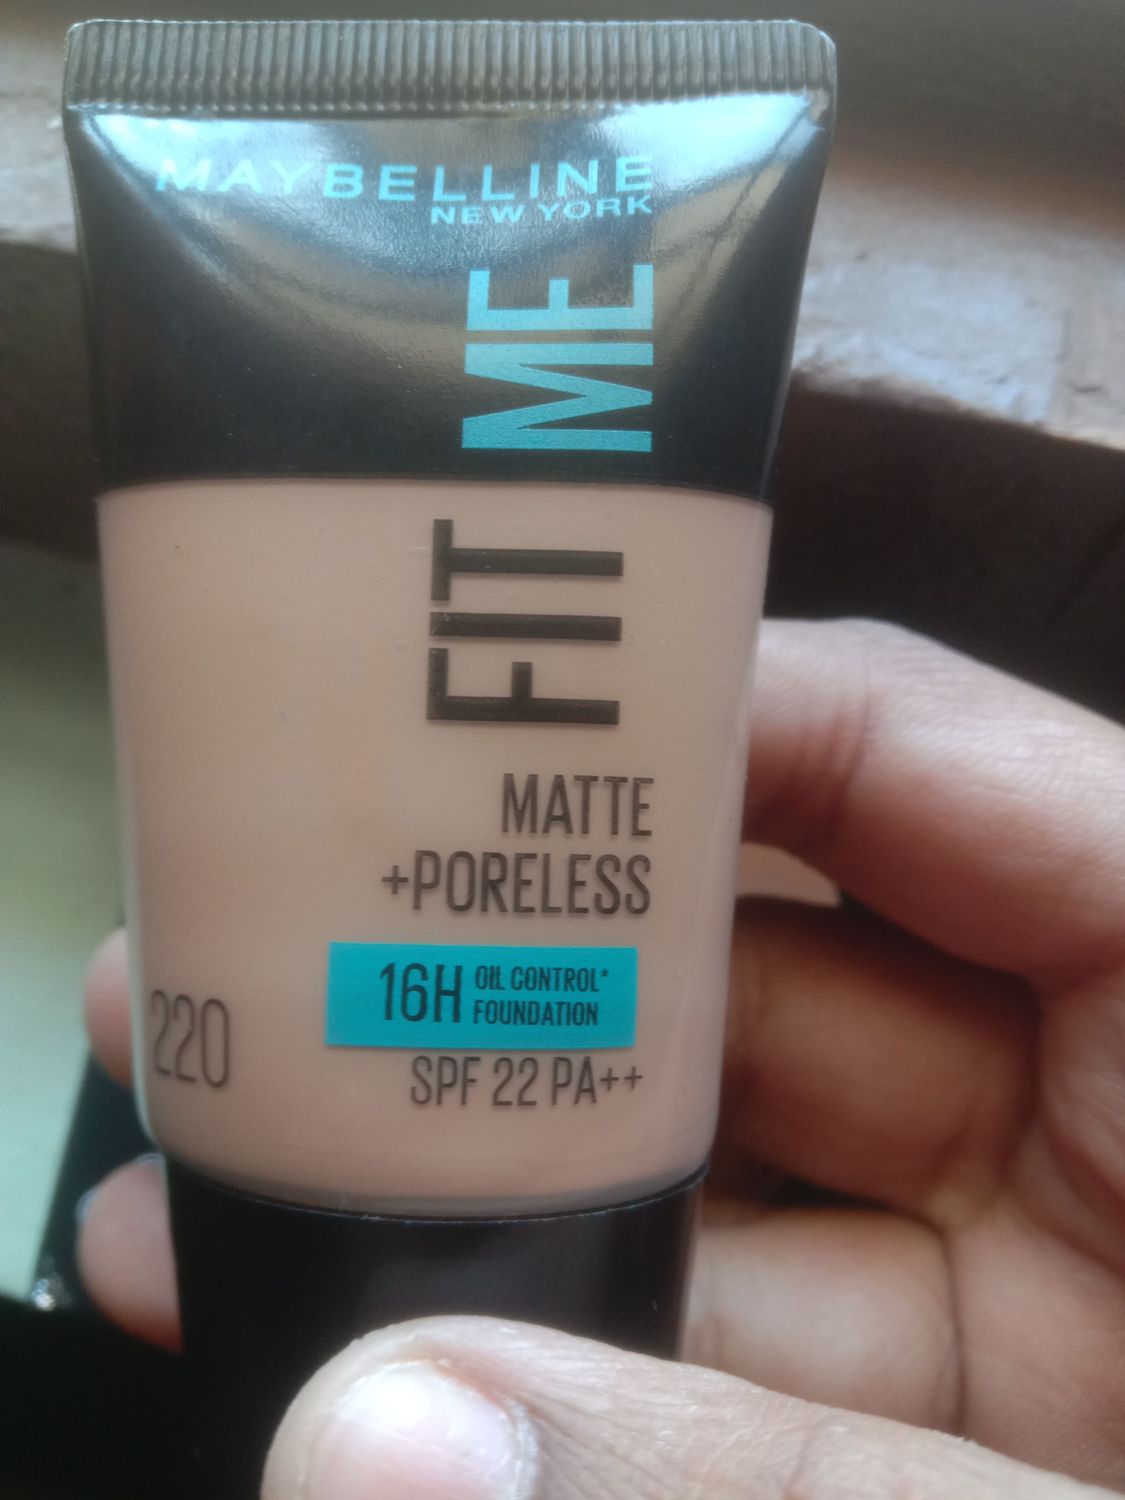 MAYBELLINE
NEW YORK
FIT ME
MATTE
+PORELESS
16H OIL CONTROL*
FOUNDATION
SPF 22 PA++
220